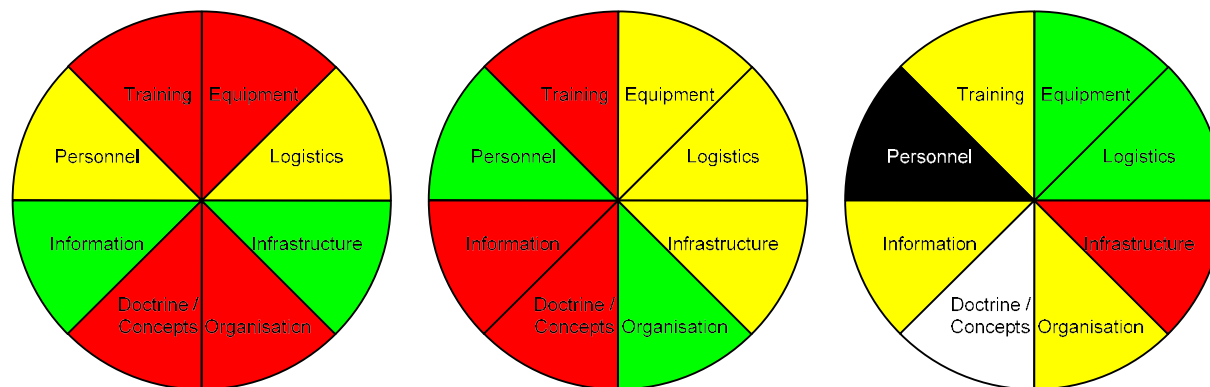 Training Equipment
Personnel Logistics
Information Infrastructure
Doctrine /
Concepts Organisation
Training Equipment
Personnel Logistics
Information Infrastructure
Doctrine /
Concepts Organisation
Training Equipment
Personnel Logistics
Information Infrastructure
Doctrine /
Concepts Organisation